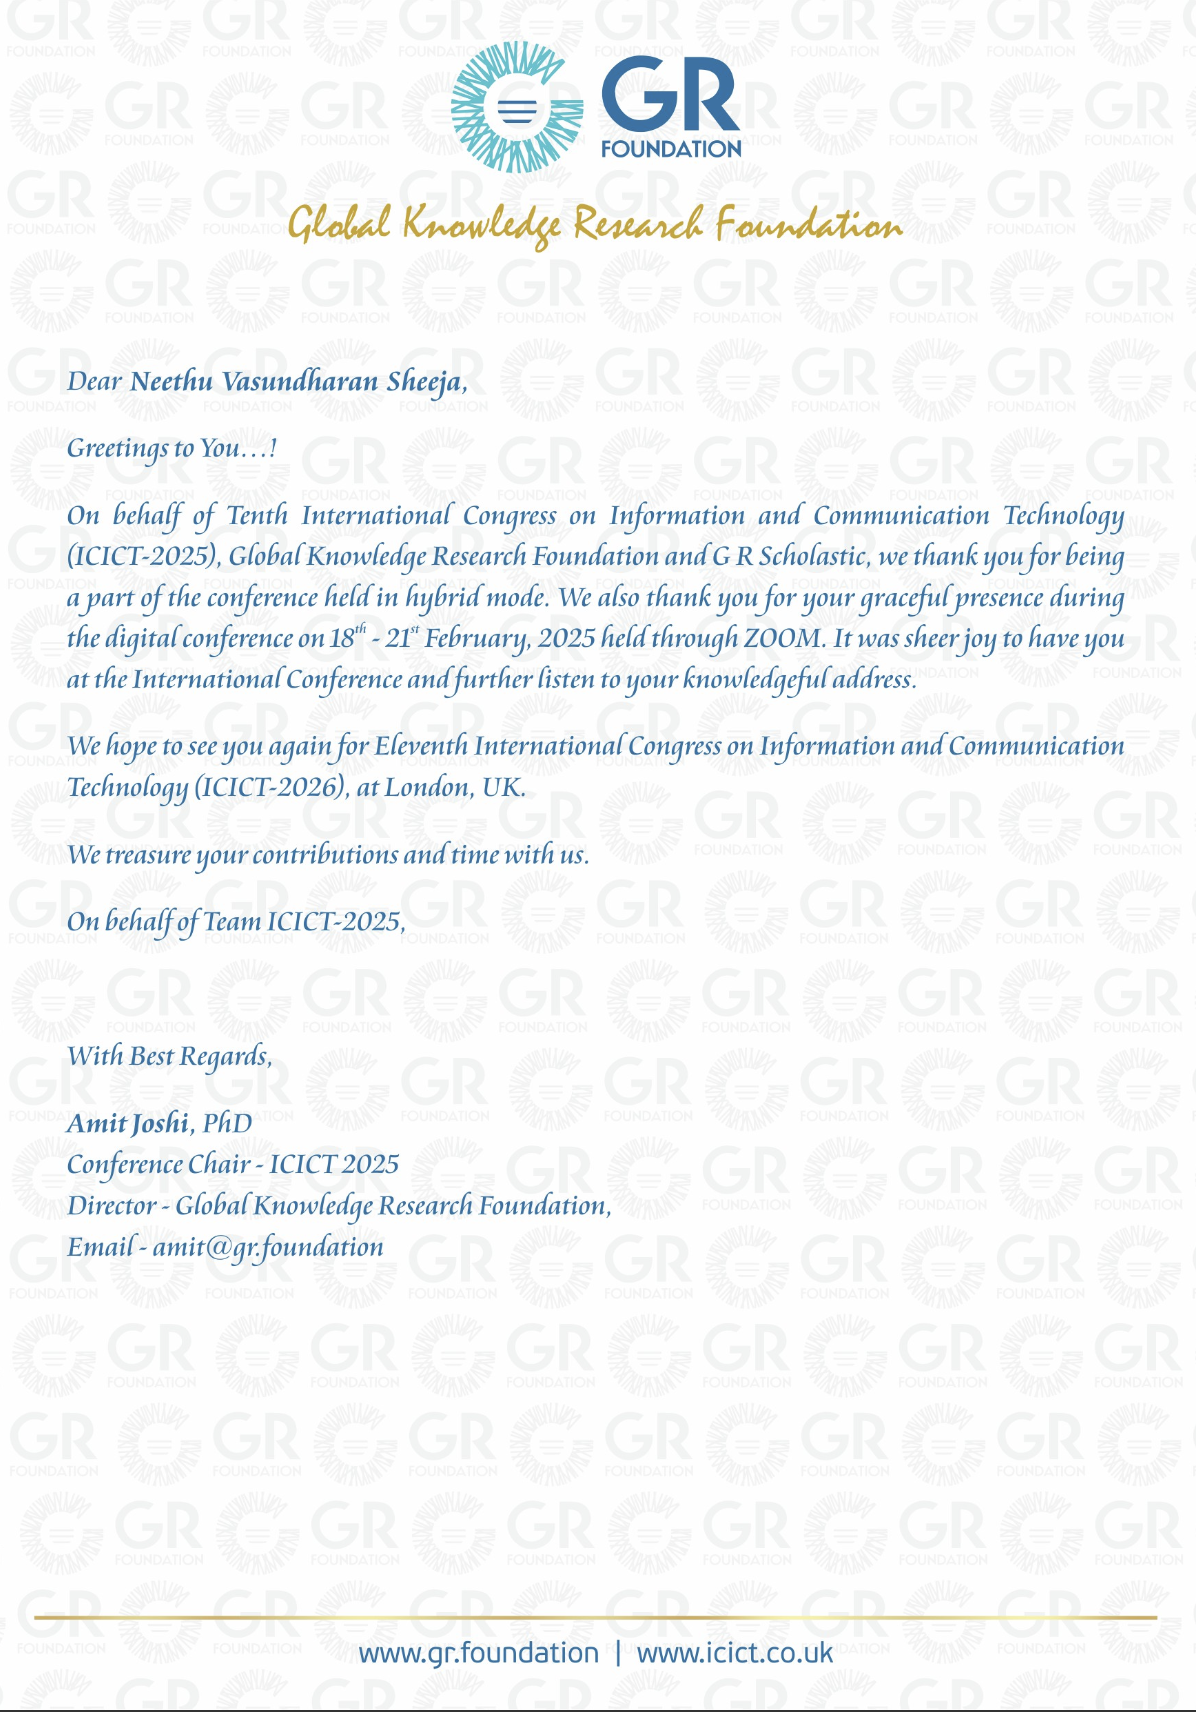 GR
FOUNDATION
Global Knowledge Research Foundation
Dear Neethu Vasundharan Sheeja,
Greetings to You...!
On behalf of Tenth International Congress on Information and Communication Technology
(ICICT-2025), Global Knowledge Research Foundation and G R Scholastic, we thank you for being
a part of the conference held in hybrid mode. We also thank you for your graceful presence during
the digital conference on 18th - 21st February, 2025 held through ZOOM. It was sheer joy to have you
at the International Conference and further listen to your knowledgeful address.
We hope to see you again for Eleventh International Congress on Information and Communication
Technology (ICICT-2026), at London, UK.
We treasure your contributions and time with us.
On behalf of Team ICICT-2025,
With Best Regards,
Amit Joshi, PhD
Conference Chair - ICICT 2025
Director - Global Knowledge Research Foundation,
Email - amit@gr.foundation
www.gr.foundation | www.icict.co.uk